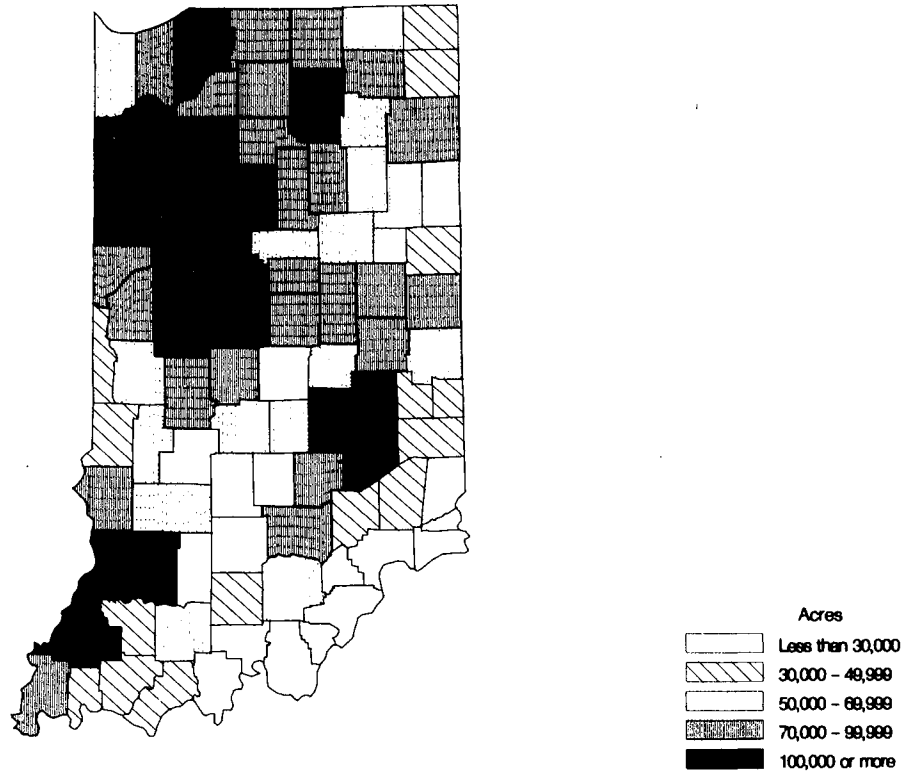 Acres
Less than 30,000
30,000 - 49,999
50,000 - 69,999
70,000 - 99,999
100,000 or more